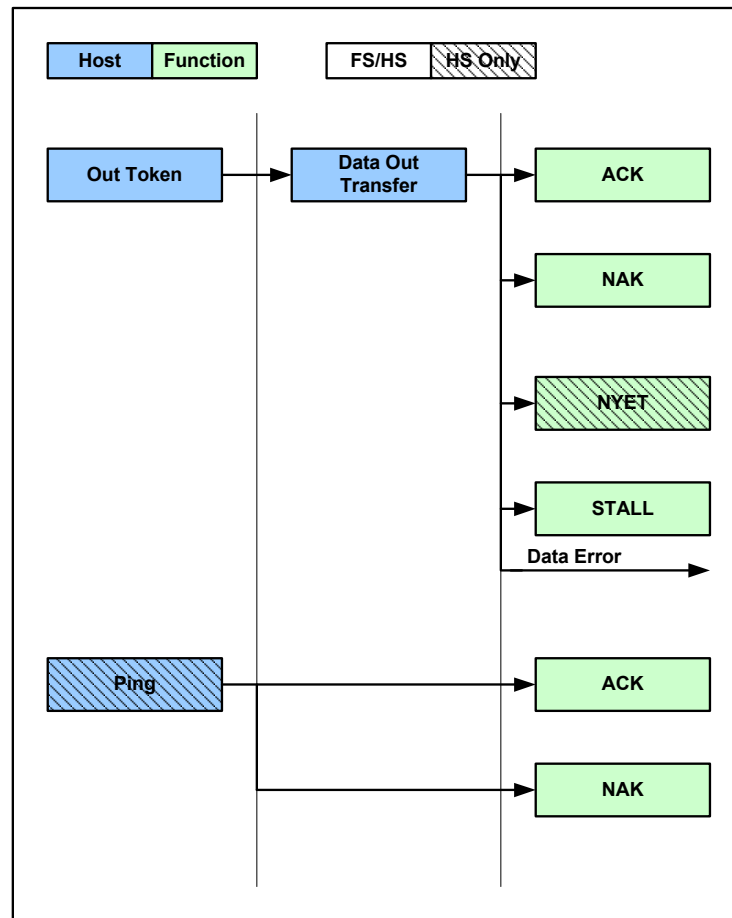 Host
Function
FS/HS
HS Only
Out Token
Data Out
Transfer
ACK
NAK
NYET
STALL
Data Error
Ping
ACK
NAK